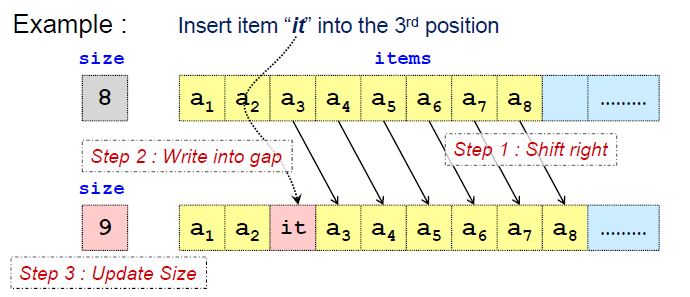 Example : Insert item “it” into the 3rd position
size items
8 a1 a2 a3 a4 a5 a6 a7 a8 .........
Step 2 : Write into gap Step 1 : Shift right
size
9 a1 a2 it a3 a4 a5 a6 a7 a8 .........
Step 3 : Update Size